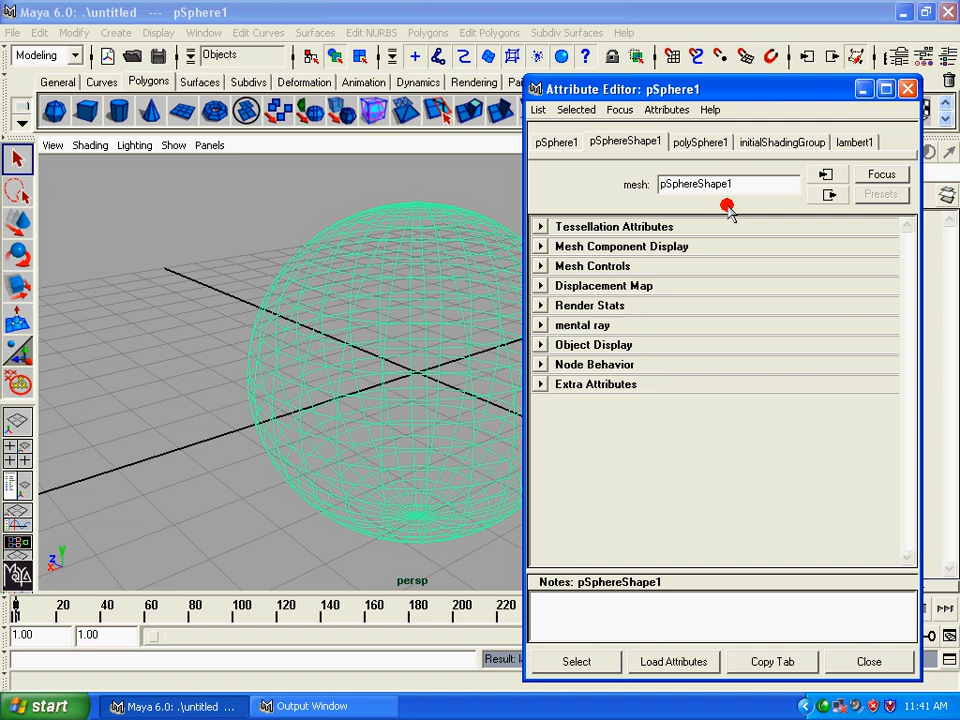 Maya 6.0: .\untitled --- pSphere1
File Edit Modify Create Display Window Edit Curves Surfaces Edit NURBS Polygons Edit Polygons Subdiv Surfaces Help
Modeling Objects
General Curves Polygons Surfaces Subdivs Deformation Animation Dynamics Rendering
View Shading Lighting Show Panels
Attribute Editor: pSphere1
List Selected Focus Attributes Help
pSphere1 pSphereShape1 polySphere1 initialShadingGroup lambert1
mesh: pSphereShape1 Focus
Presets
Tessellation Attributes
Mesh Component Display
Mesh Controls
Displacement Map
Render Stats
mental ray
Object Display
Node Behavior
Extra Attributes
Notes: pSphereShape1
Select Load Attributes Copy Tab Close
y
z x
persp
20 40 60 80 100 120 140 160 180 200 220
1.00 1.00
Result:
start Maya 6.0: .\untitled ... Output Window 11:41 AM